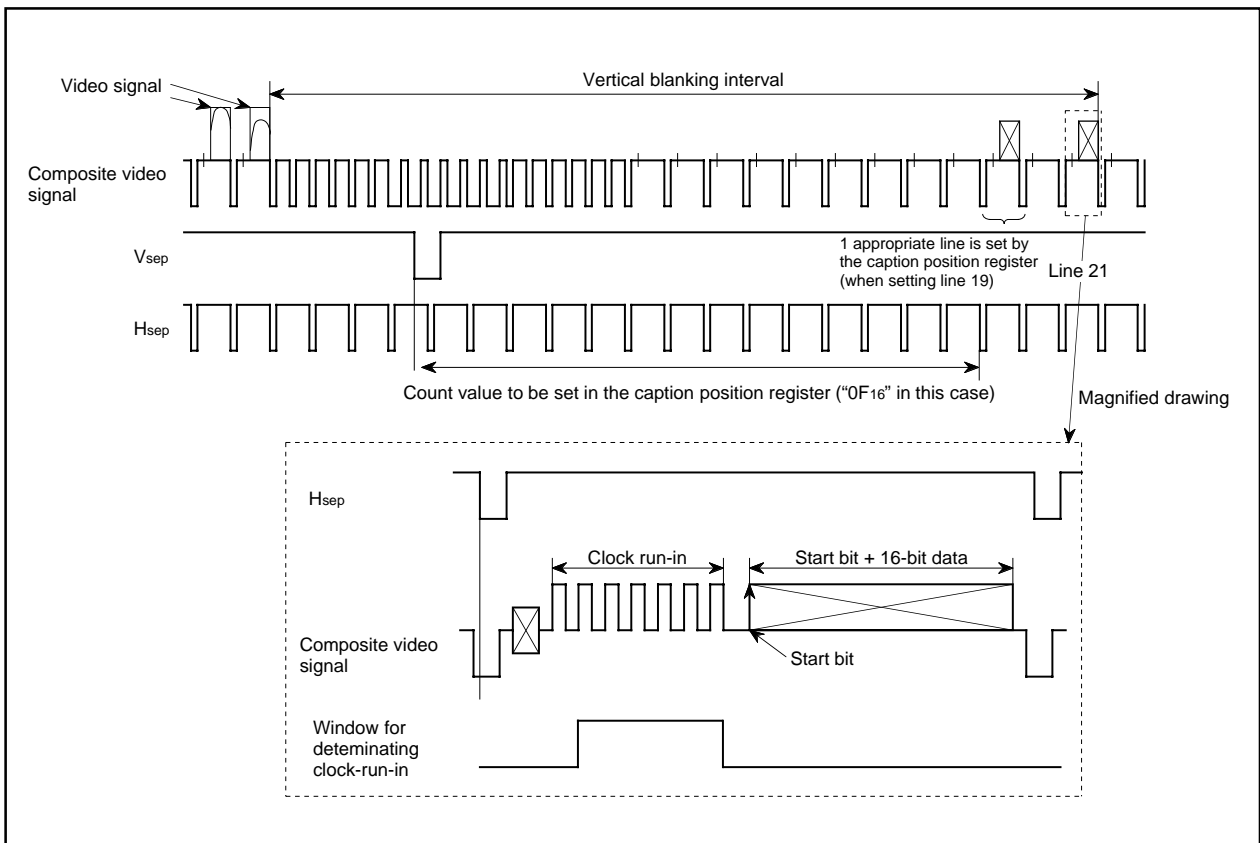 Video signal
Vertical blanking interval
Composite video
signal
Vsep
1 appropriate line is set by
the caption position register
(when setting line 19)
Line 21
Hsep
Count value to be set in the caption position register (“0F16” in this case)
Magnified drawing
Hsep
Clock run-in
Start bit + 16-bit data
Composite video
signal
Start bit
Window for
deteminating
clock-run-in